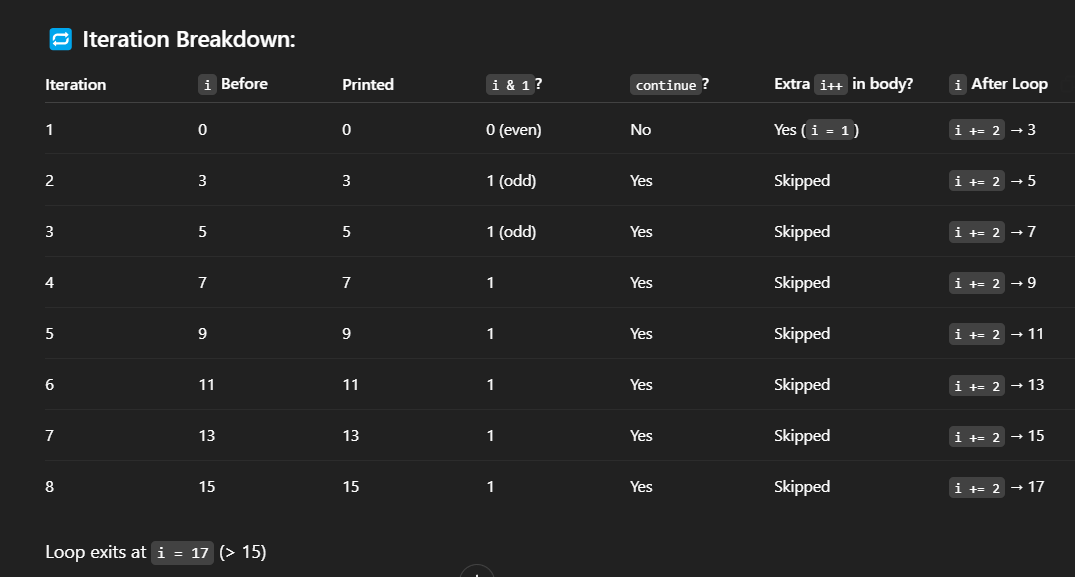 🔁 Iteration Breakdown:
Iteration i Before Printed i & 1? continue? Extra i++ in body? i After Loop
1 0 0 0 (even) No Yes (i = 1) i += 2 → 3
2 3 3 1 (odd) Yes Skipped i += 2 → 5
3 5 5 1 (odd) Yes Skipped i += 2 → 7
4 7 7 1 Yes Skipped i += 2 → 9
5 9 9 1 Yes Skipped i += 2 → 11
6 11 11 1 Yes Skipped i += 2 → 13
7 13 13 1 Yes Skipped i += 2 → 15
8 15 15 1 Yes Skipped i += 2 → 17
Loop exits at i = 17 (> 15)